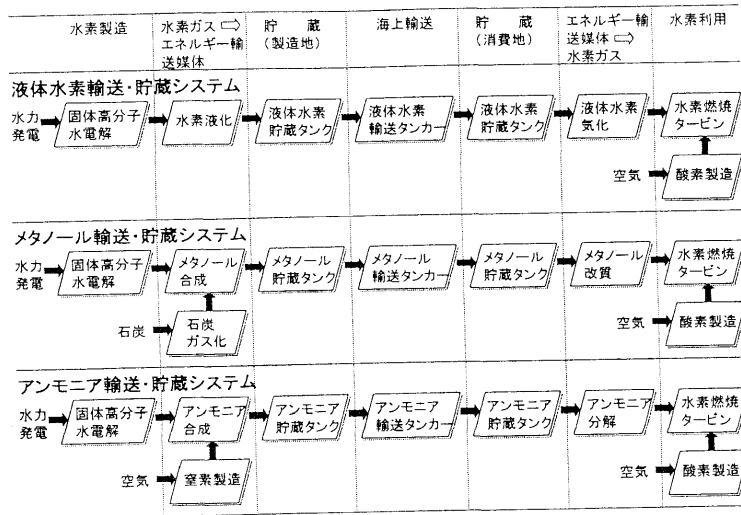 水素製造
水素ガス⇨
エネルギー輸
送媒体
貯　蔵
(製造地)
海上輸送
貯　蔵
(消費地)
エネルギー輸
送媒体⇨
水素ガス
水素利用
液体水素輸送・貯蔵システム
水力
発電
固体高分子
水電解
水素液化
液体水素
貯蔵タンク
液体水素
輸送タンカー
液体水素
貯蔵タンク
液体水素
気化
水素燃焼
タービン
空気
酸素製造
メタノール輸送・貯蔵システム
水力
発電
固体高分子
水電解
メタノール
合成
メタノール
貯蔵タンク
メタノール
輸送タンカー
メタノール
貯蔵タンク
メタノール
改質
水素燃焼
タービン
石炭
石炭
ガス化
空気
酸素製造
アンモニア輸送・貯蔵システム
水力
発電
固体高分子
水電解
アンモニア
合成
アンモニア
貯蔵タンク
アンモニア
輸送タンカー
アンモニア
貯蔵タンク
アンモニア
分解
水素燃焼
タービン
空気
窒素製造
空気
酸素製造